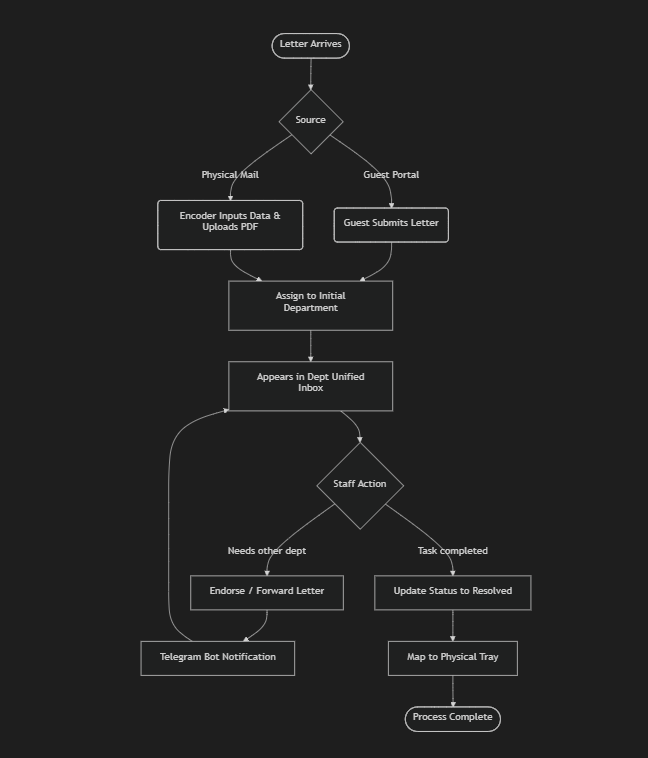 Letter Arrives
Source
Physical Mail
Guest Portal
Encoder Inputs Data &
Uploads PDF
Guest Submits Letter
Assign to Initial
Department
Appears in Dept Unified
Inbox
Staff Action
Needs other dept
Task completed
Endorse / Forward Letter
Update Status to Resolved
Telegram Bot Notification
Map to Physical Tray
Process Complete